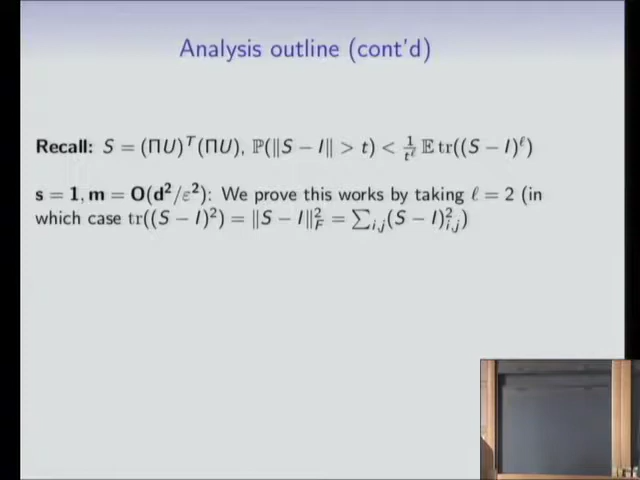 Analysis outline (cont'd)
Recall: S = (ΠU)ᵀ(ΠU), ℙ(‖S − I‖ > t) < 1/t^ℓ 𝔼 tr((S − I)^ℓ)
s = 1, m = O(d²/ε²): We prove this works by taking ℓ = 2 (in
which case tr((S − I)²) = ‖S − I‖²_F = ∑_{i,j}(S − I)²_{i,j})